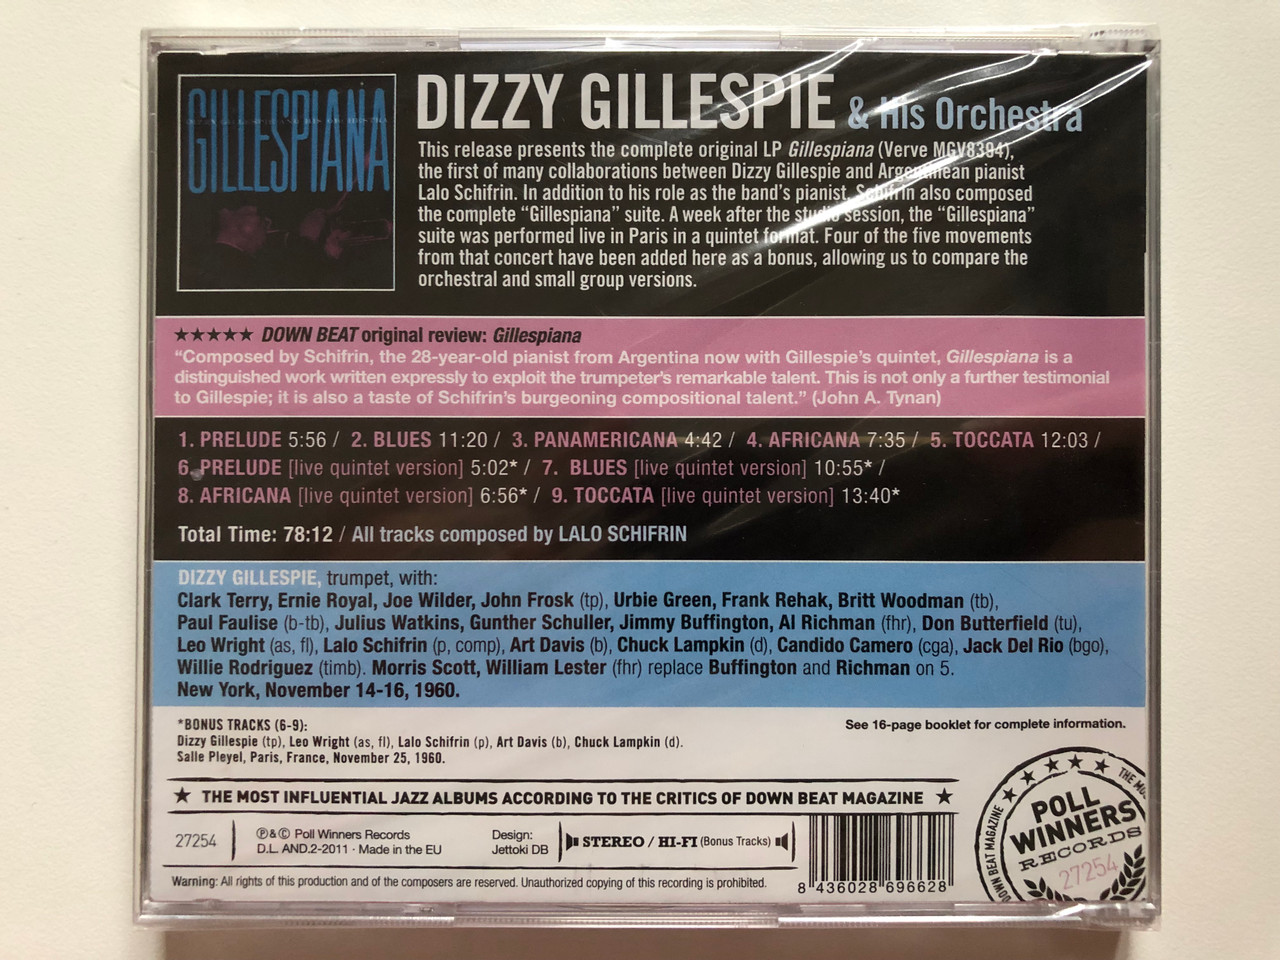 GILLESPIANA
DIZZY GILLESPIE & His Orchestra
This release presents the complete original LP Gillespiana (Verve MGV8394),
the first of many collaborations between Dizzy Gillespie and Argentinean pianist
Lalo Schifrin. In addition to his role as the band's pianist, Schifrin also composed
the complete “Gillespiana” suite. A week after the studio session, the “Gillespiana”
suite was performed live in Paris in a quintet format. Four of the five movements
from that concert have been added here as a bonus, allowing us to compare the
orchestral and small group versions.
★★★★★ DOWN BEAT original review: Gillespiana
“Composed by Schifrin, the 28-year-old pianist from Argentina now with Gillespie's quintet, Gillespiana is a
distinguished work written expressly to exploit the trumpeter's remarkable talent. This is not only a further testimonial
to Gillespie; it is also a taste of Schifrin's burgeoning compositional talent.” (John A. Tynan)
1. PRELUDE 5:56 / 2. BLUES 11:20 / 3. PANAMERICANA 4:42 / 4. AFRICANA 7:35 / 5. TOCCATA 12:03 /
6. PRELUDE [live quintet version] 5:02* / 7. BLUES [live quintet version] 10:55* /
8. AFRICANA [live quintet version] 6:56* / 9. TOCCATA [live quintet version] 13:40*
Total Time: 78:12 / All tracks composed by LALO SCHIFRIN
DIZZY GILLESPIE, trumpet, with:
Clark Terry, Ernie Royal, Joe Wilder, John Frosk (tp), Urbie Green, Frank Rehak, Britt Woodman (tb),
Paul Faulise (b-tb), Julius Watkins, Gunther Schuller, Jimmy Buffington, Al Richman (fhr), Don Butterfield (tu),
Leo Wright (as, fl), Lalo Schifrin (p, comp), Art Davis (b), Chuck Lampkin (d), Candido Camero (cga), Jack Del Rio (bgo),
Willie Rodriguez (timb). Morris Scott, William Lester (fhr) replace Buffington and Richman on 5.
New York, November 14-16, 1960.
*BONUS TRACKS (6-9):
Dizzy Gillespie (tp), Leo Wright (as, fl), Lalo Schifrin (p), Art Davis (b), Chuck Lampkin (d).
Salle Pleyel, Paris, France, November 25, 1960.
See 16-page booklet for complete information.
★ THE MOST INFLUENTIAL JAZZ ALBUMS ACCORDING TO THE CRITICS OF DOWN BEAT MAGAZINE ★
27254
℗ & © Poll Winners Records
D.L. AND.2-2011 · Made in the EU
Design:
Jettoki DB
STEREO / HI-FI (Bonus Tracks)
8 436028 696628
Warning: All rights of this production and of the composers are reserved. Unauthorized copying of this recording is prohibited.
DOWN BEAT MAGAZINE ★★★★★ THE MO
POLL
WINNERS
RECORDS
27254